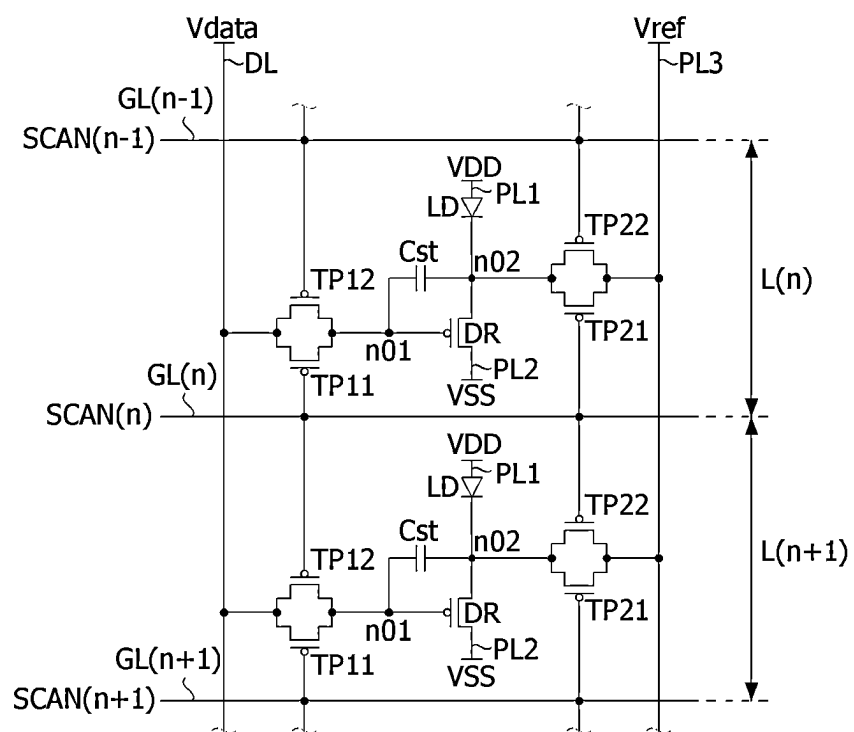 Vdata
Vref
DL
PL3
GL(n-1)
SCAN(n-1)
VDD
PL1
LD
TP22
Cst
n02
TP12
L(n)
DR
TP21
n01
PL2
GL(n)
TP11
VSS
SCAN(n)
VDD
PL1
LD
TP22
Cst
n02
TP12
L(n+1)
DR
TP21
n01
PL2
GL(n+1)
TP11
VSS
SCAN(n+1)